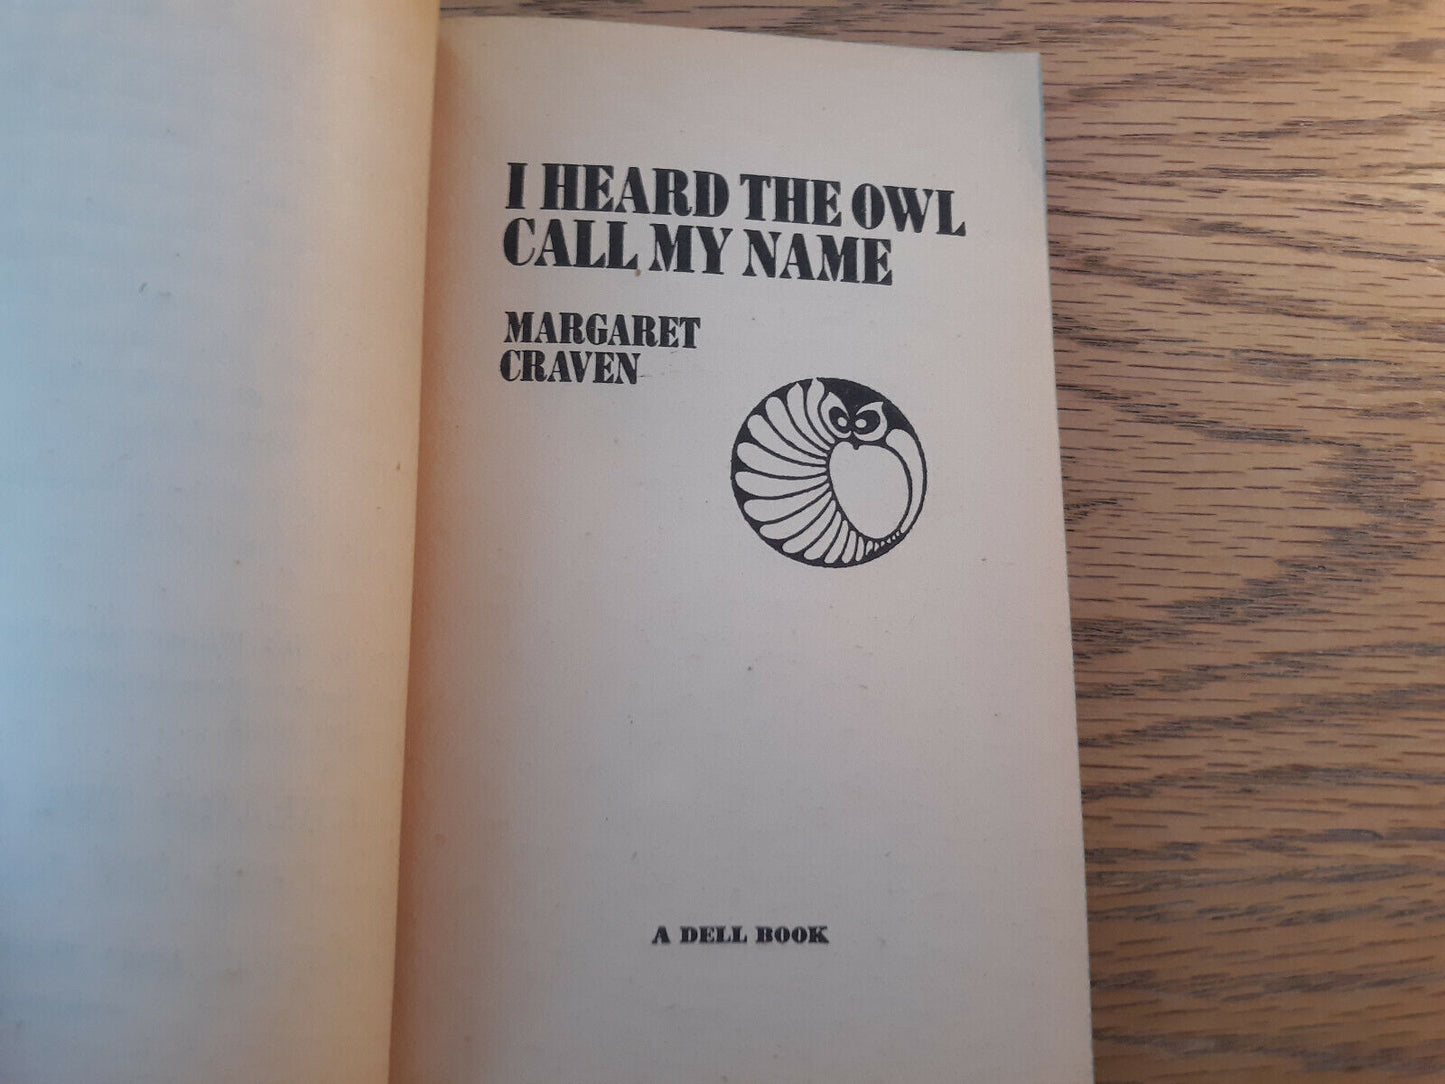 I HEARD THE OWL
CALL MY NAME
MARGARET
CRAVEN
A DELL BOOK